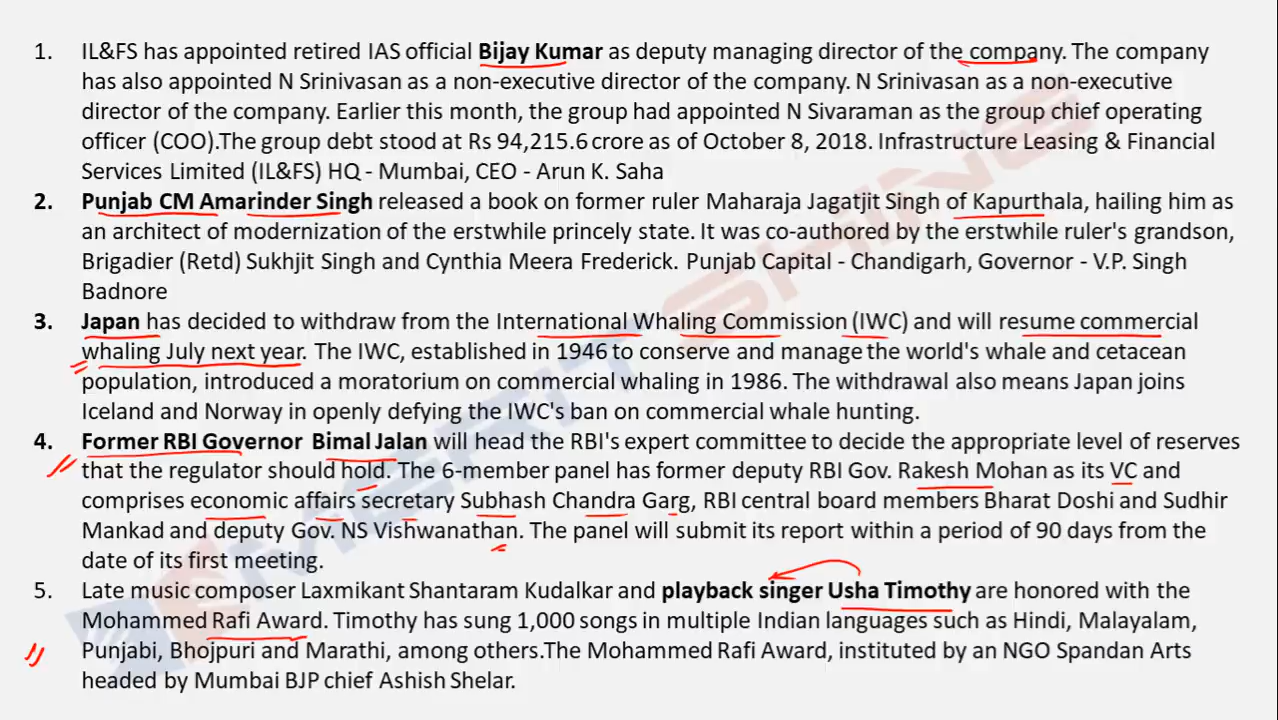 1. IL&FS has appointed retired IAS official Bijay Kumar as deputy managing director of the company. The company
has also appointed N Srinivasan as a non-executive director of the company. N Srinivasan as a non-executive
director of the company. Earlier this month, the group had appointed N Sivaraman as the group chief operating
officer (COO).The group debt stood at Rs 94,215.6 crore as of October 8, 2018. Infrastructure Leasing & Financial
Services Limited (IL&FS) HQ - Mumbai, CEO - Arun K. Saha
2. Punjab CM Amarinder Singh released a book on former ruler Maharaja Jagatjit Singh of Kapurthala, hailing him as
an architect of modernization of the erstwhile princely state. It was co-authored by the erstwhile ruler's grandson,
Brigadier (Retd) Sukhjit Singh and Cynthia Meera Frederick. Punjab Capital - Chandigarh, Governor - V.P. Singh
Badnore
3. Japan has decided to withdraw from the International Whaling Commission (IWC) and will resume commercial
whaling July next year. The IWC, established in 1946 to conserve and manage the world's whale and cetacean
population, introduced a moratorium on commercial whaling in 1986. The withdrawal also means Japan joins
Iceland and Norway in openly defying the IWC's ban on commercial whale hunting.
4. Former RBI Governor Bimal Jalan will head the RBI's expert committee to decide the appropriate level of reserves
that the regulator should hold. The 6-member panel has former deputy RBI Gov. Rakesh Mohan as its VC and
comprises economic affairs secretary Subhash Chandra Garg, RBI central board members Bharat Doshi and Sudhir
Mankad and deputy Gov. NS Vishwanathan. The panel will submit its report within a period of 90 days from the
date of its first meeting.
5. Late music composer Laxmikant Shantaram Kudalkar and playback singer Usha Timothy are honored with the
Mohammed Rafi Award. Timothy has sung 1,000 songs in multiple Indian languages such as Hindi, Malayalam,
Punjabi, Bhojpuri and Marathi, among others.The Mohammed Rafi Award, instituted by an NGO Spandan Arts
headed by Mumbai BJP chief Ashish Shelar.
MERIT SHINE